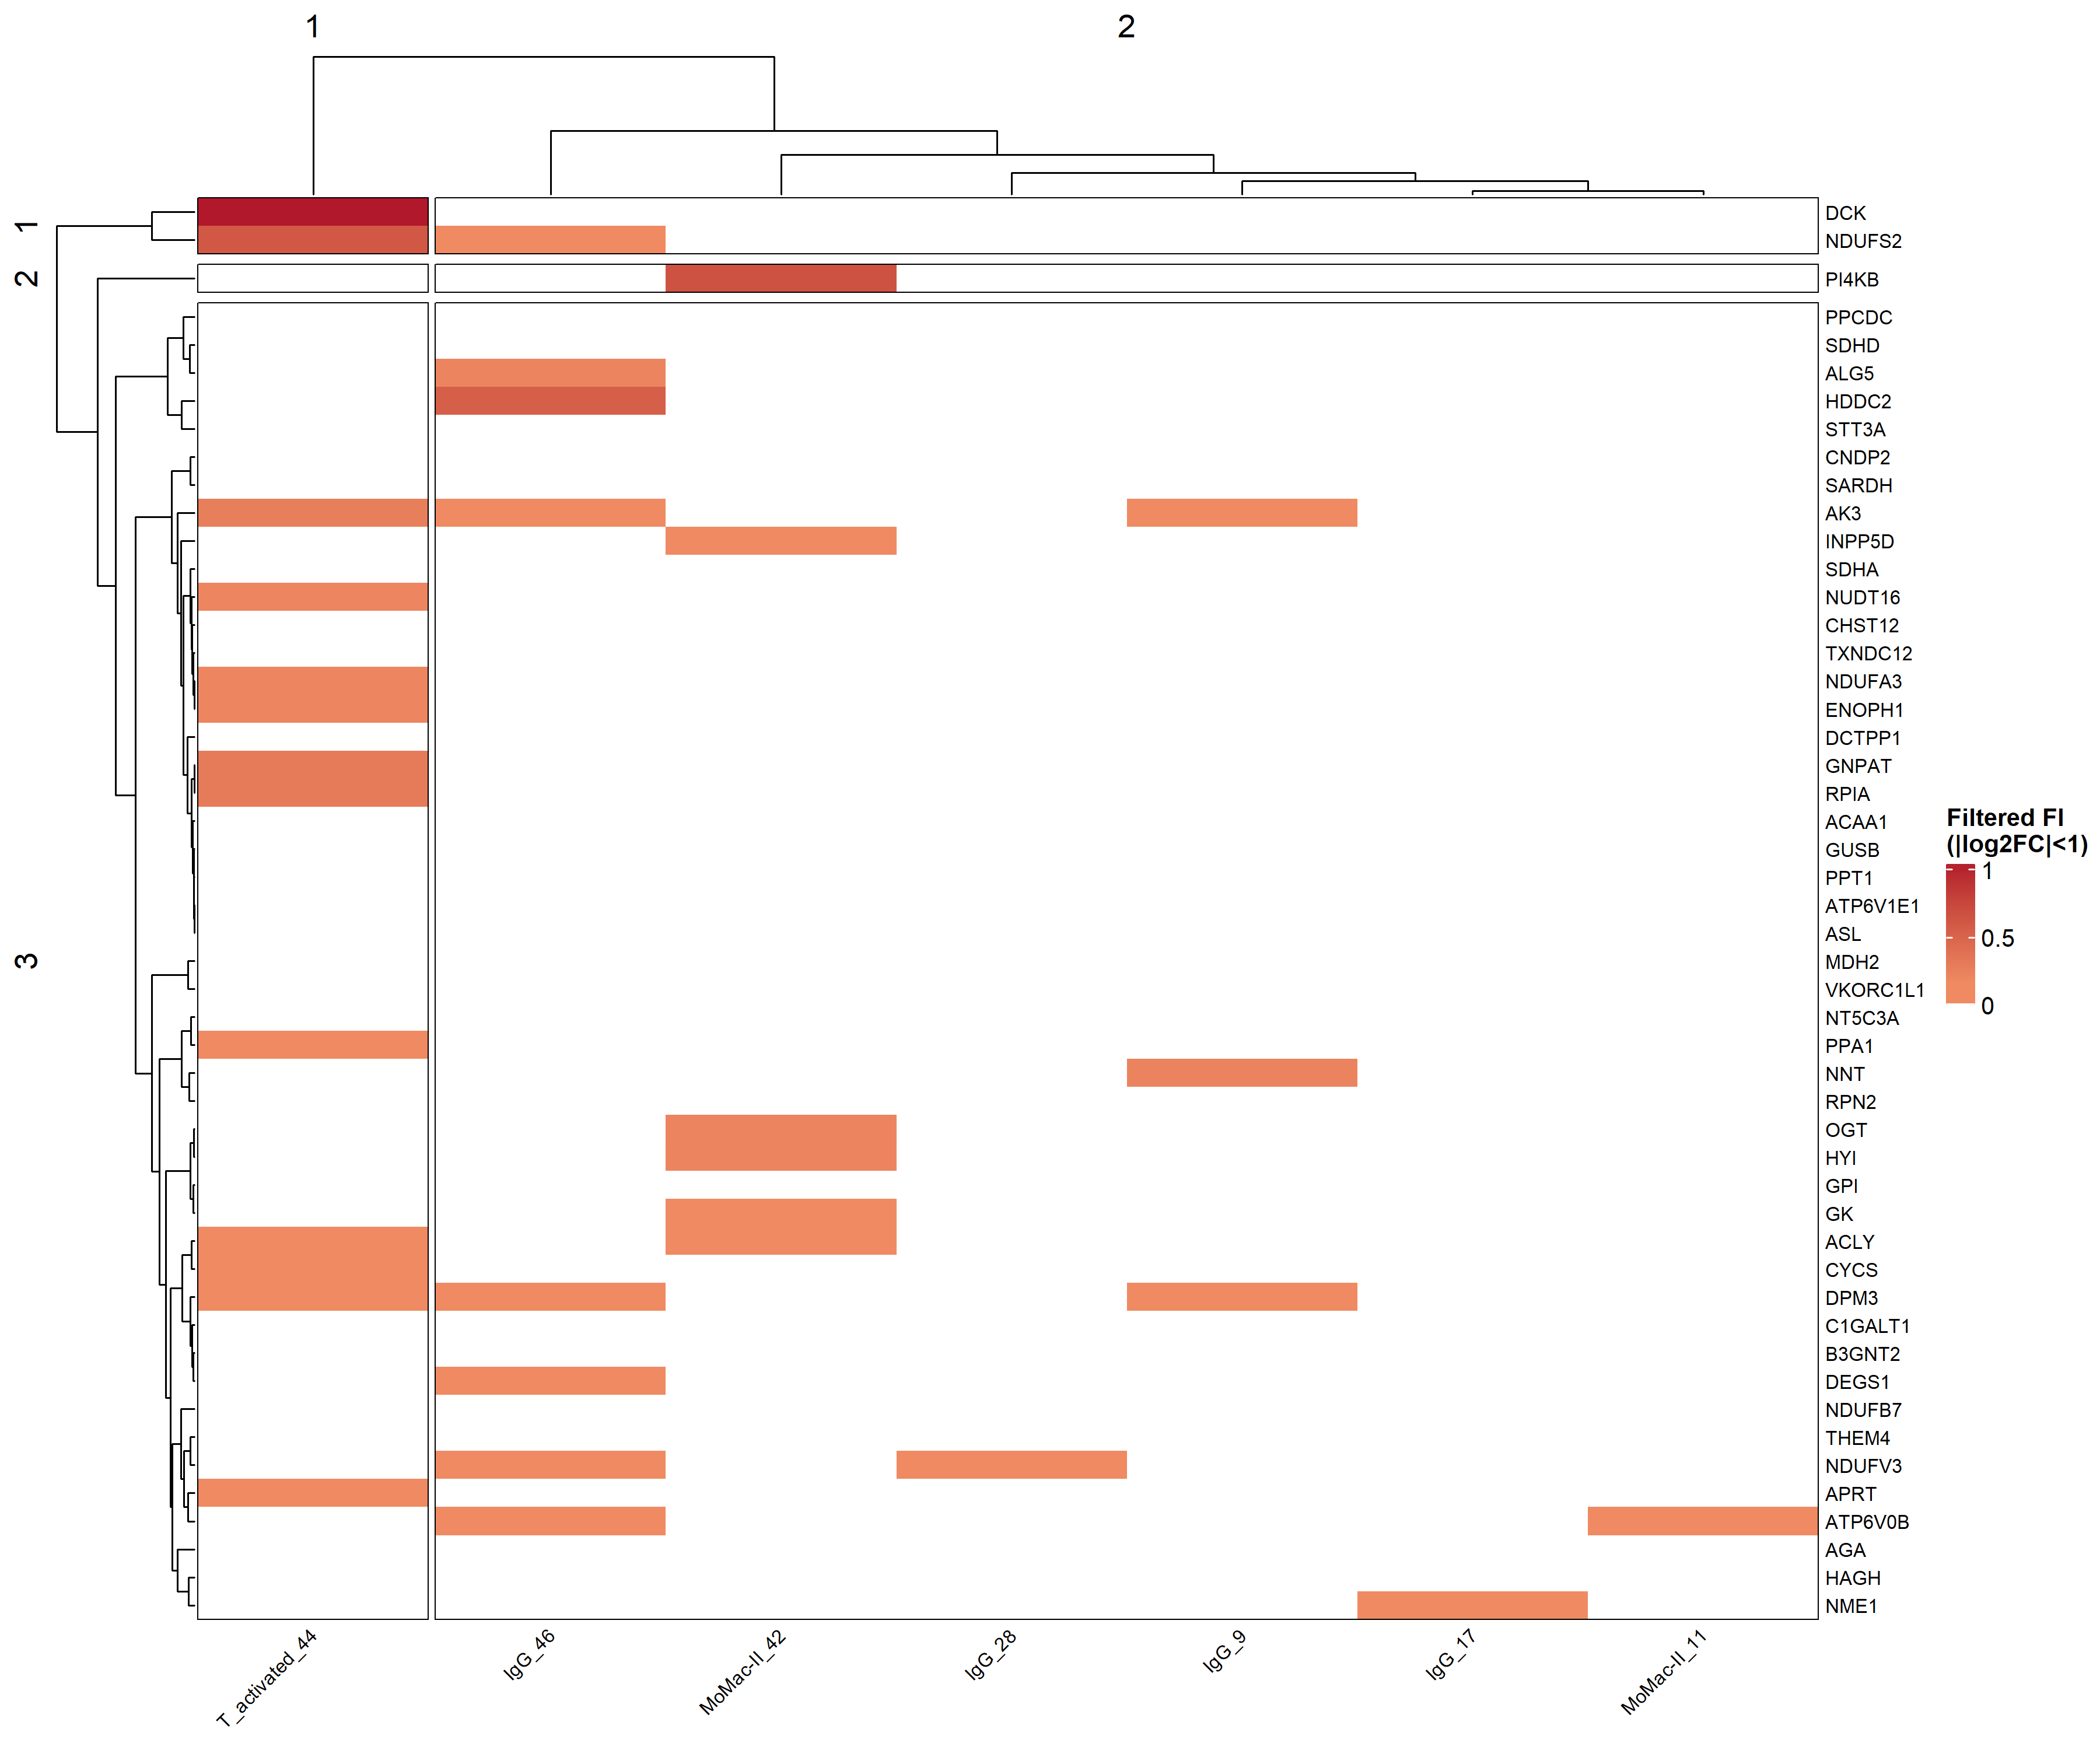 1
2
1
2
3
DCK
NDUFS2
PI4KB
PPCDC
SDHD
ALG5
HDDC2
STT3A
CNDP2
SARDH
AK3
INPP5D
SDHA
NUDT16
CHST12
TXNDC12
NDUFA3
ENOPH1
DCTPP1
GNPAT
RPIA
ACAA1
GUSB
PPT1
ATP6V1E1
ASL
MDH2
VKORC1L1
NT5C3A
PPA1
NNT
RPN2
OGT
HYI
GPI
GK
ACLY
CYCS
DPM3
C1GALT1
B3GNT2
DEGS1
NDUFB7
THEM4
NDUFV3
APRT
ATP6V0B
AGA
HAGH
NME1
Filtered FI
(|log2FC|<1)
1
0.5
0
T_activated_44
IgG_46
MoMac-II_42
IgG_28
IgG_9
IgG_17
MoMac-II_11